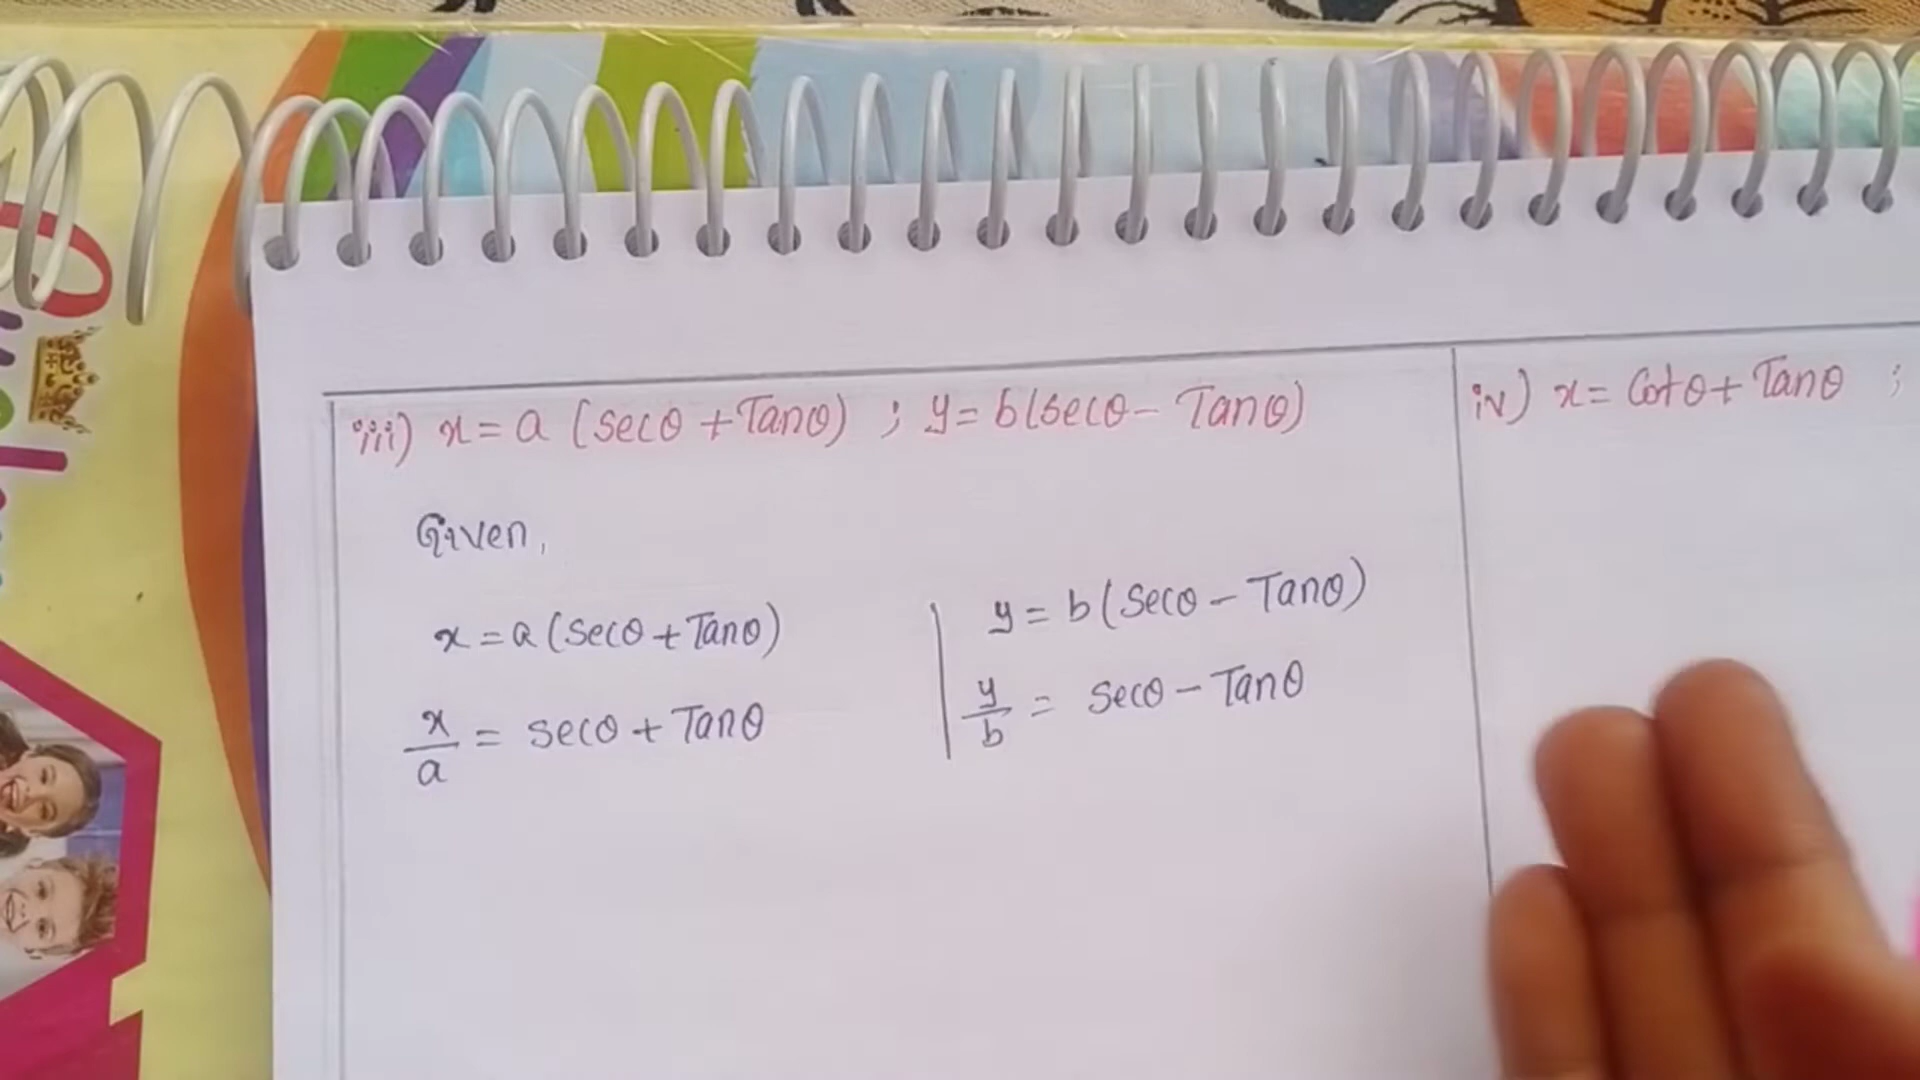 iii) x = a (secθ + Tanθ) ; y = b(secθ - Tanθ)
iv) x = Cotθ + Tanθ ;
Given,
x = a (secθ + Tanθ)
y = b (secθ - Tanθ)
x/a = secθ + Tanθ
y/b = secθ - Tanθ